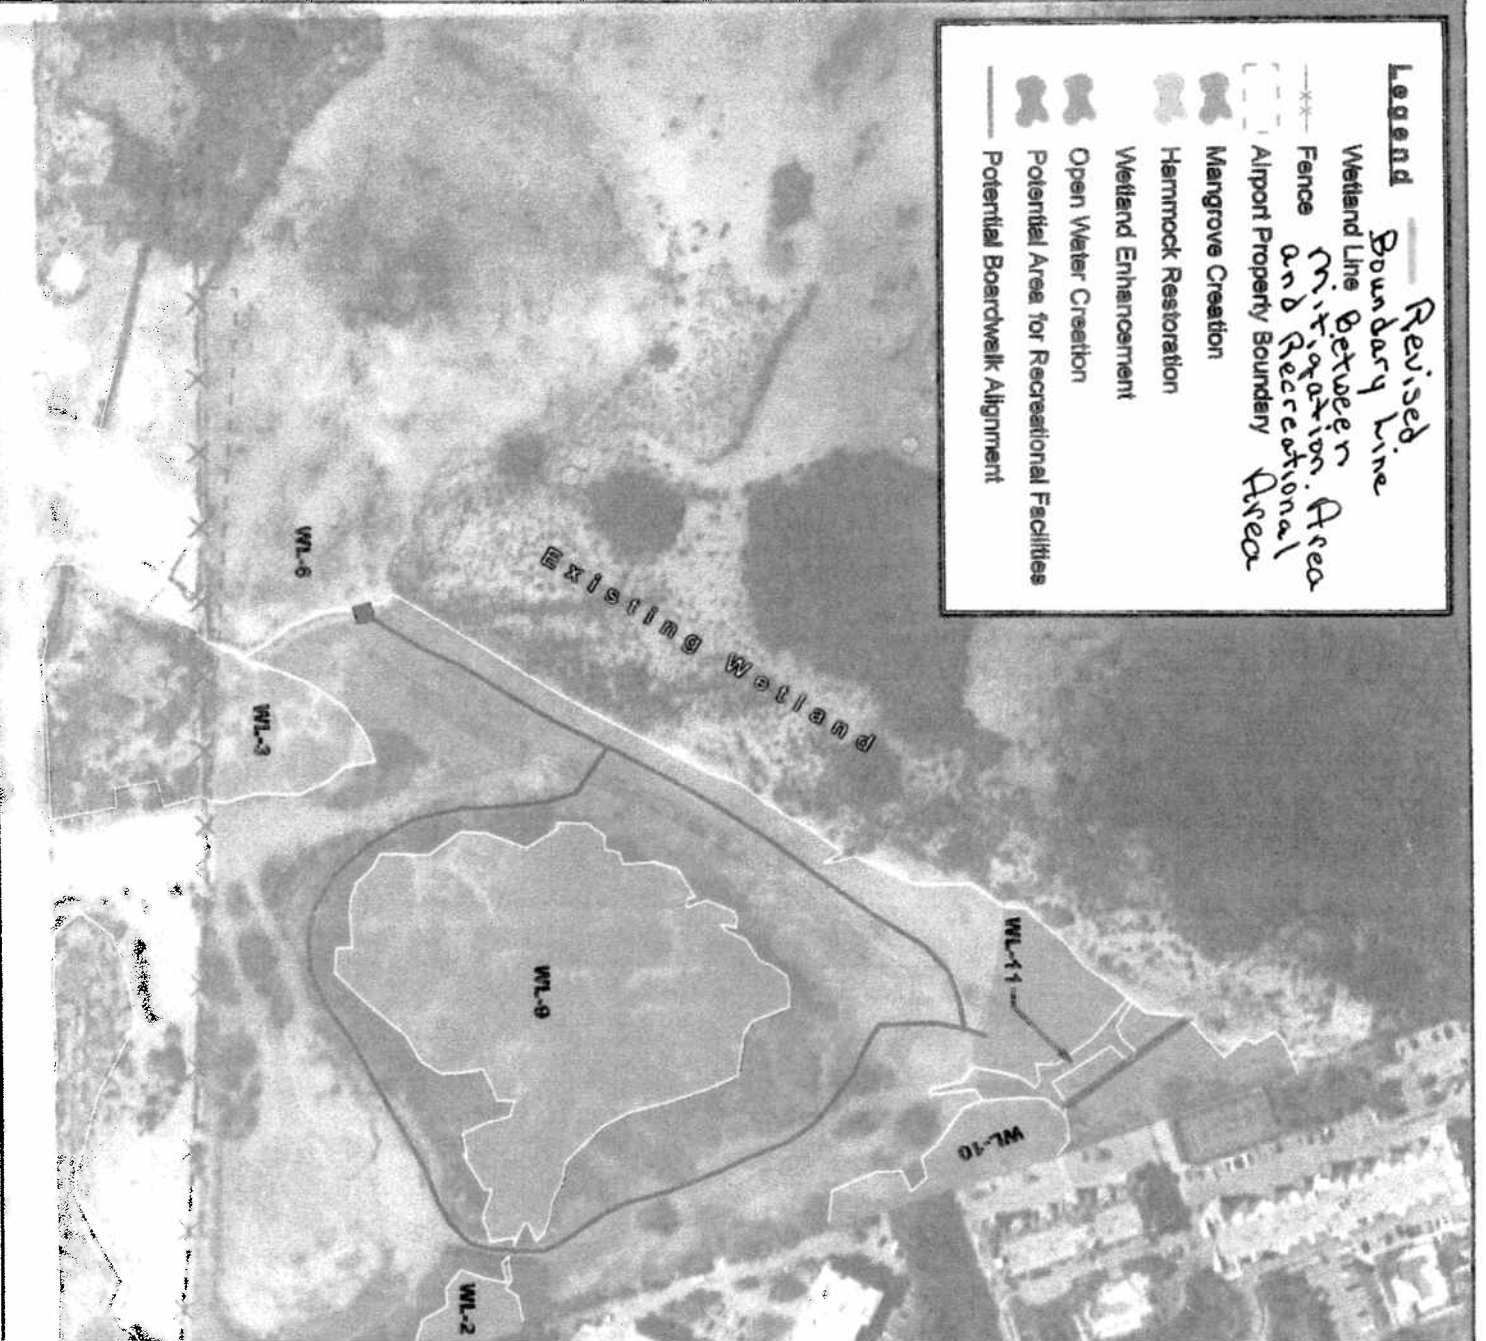 Legend
Revised
Boundary Line
Between
Mitigation Area
and Recreational
Area
Wetland Line
Fence
Airport Property Boundary
Mangrove Creation
Hammock Restoration
Wetland Enhancement
Open Water Creation
Potential Area for Recreational Facilities
Potential Boardwalk Alignment
Existing Wetland
WL-6
WL-3
WL-9
WL-11
WL-10
WL-2